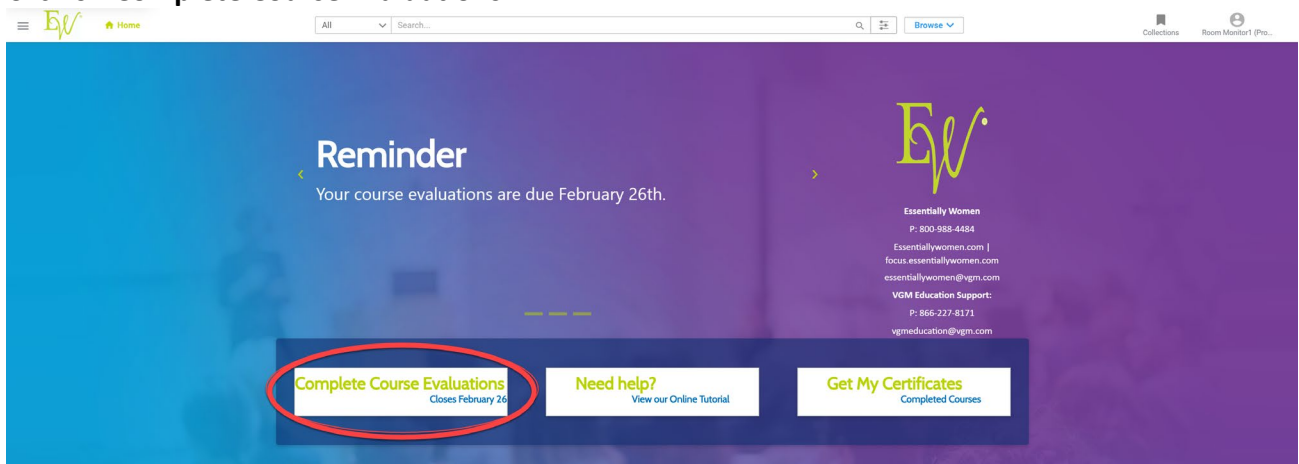 EW
Home
All
Search...
Browse
Collections
Room Monitor1 (Pro...
Reminder
Your course evaluations are due February 26th.
EW
Essentially Women
P: 800-988-4484
Essentiallywomen.com |
focus.essentiallywomen.com
essentiallywomen@vgm.com
VGM Education Support:
P: 866-227-8171
vgmeducation@vgm.com
Complete Course Evaluations
Closes February 26
Need help?
View our Online Tutorial
Get My Certificates
Completed Courses